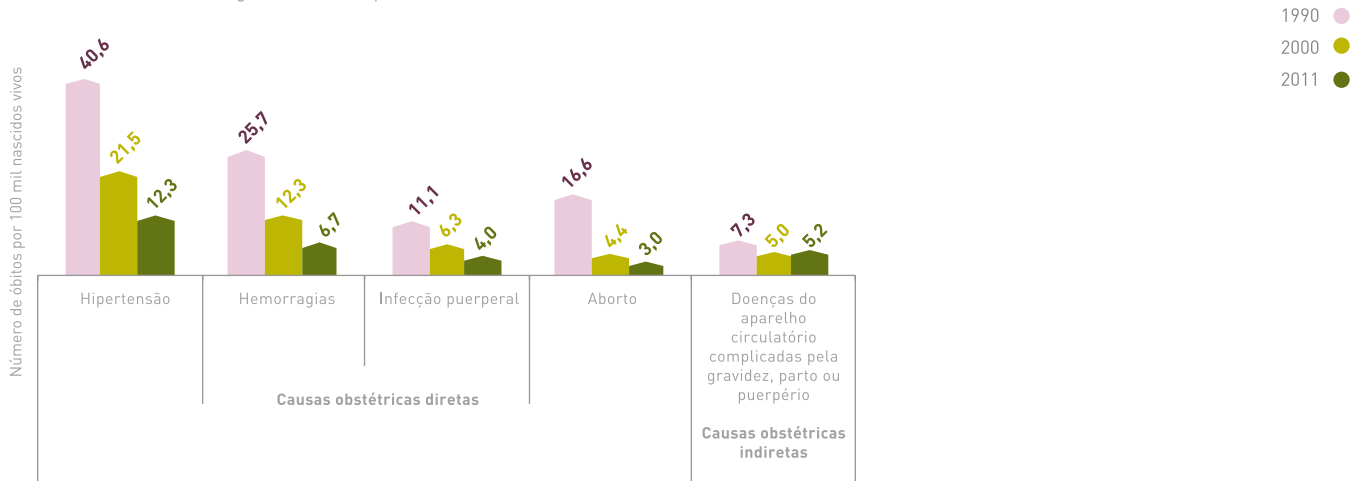 1990
2000
2011
Número de óbitos por 100 mil nascidos vivos
40,6
21,5
12,3
25,7
12,3
6,7
11,1
6,3
4,0
16,6
4,4
3,0
7,3
5,0
5,2
Hipertensão
Hemorragias
Infecção puerperal
Aborto
Doenças do
aparelho
circulatório
complicadas pela
gravidez, parto ou
puerpério
Causas obstétricas diretas
Causas obstétricas
indiretas